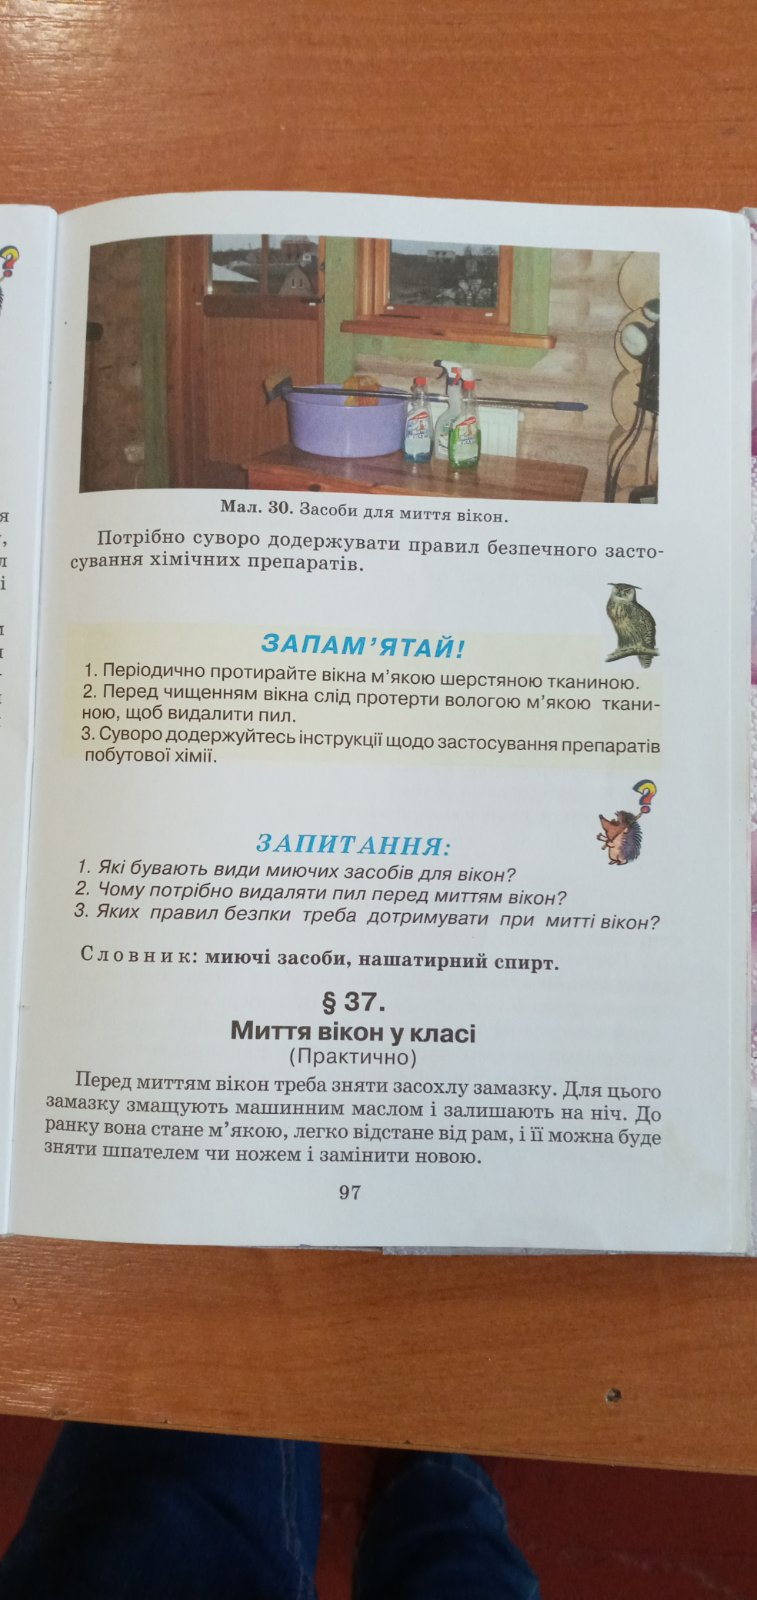 Мал. 30. Засоби для миття вікон.
Потрібно суворо додержувати правил безпечного засто-
сування хімічних препаратів.
ЗАПАМ’ЯТАЙ!
1. Періодично протирайте вікна м’якою шерстяною тканиною.
2. Перед чищенням вікна слід протерти вологою м’якою ткани-
ною, щоб видалити пил.
3. Суворо додержуйтесь інструкції щодо застосування препаратів
побутової хімії.
ЗАПИТАННЯ:
1. Які бувають види миючих засобів для вікон?
2. Чому потрібно видаляти пил перед миттям вікон?
3. Яких правил безпки треба дотримувати при митті вікон?
Словник: миючі засоби, нашатирний спирт.
§ 37.
Миття вікон у класі
(Практично)
Перед миттям вікон треба зняти засохлу замазку. Для цього
замазку змащують машинним маслом і залишають на ніч. До
ранку вона стане м’якою, легко відстане від рам, і її можна буде
зняти шпателем чи ножем і замінити новою.
97